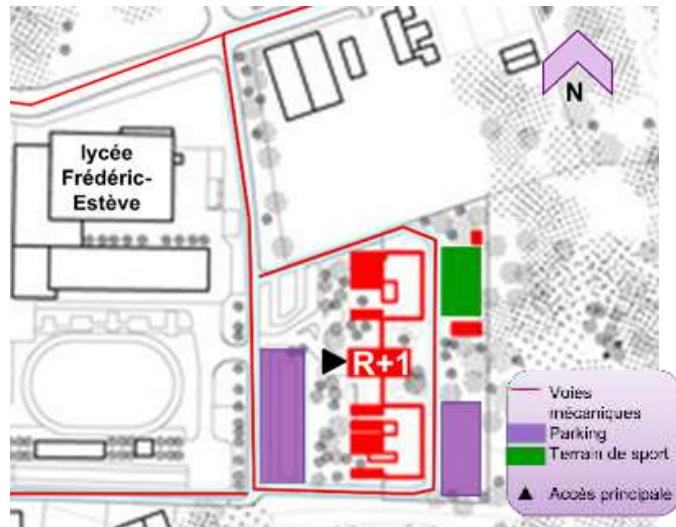 N
lycée
Frédéric-
Estève
R+1
Voies
mécaniques
Parking
Terrain de sport
Accès principale